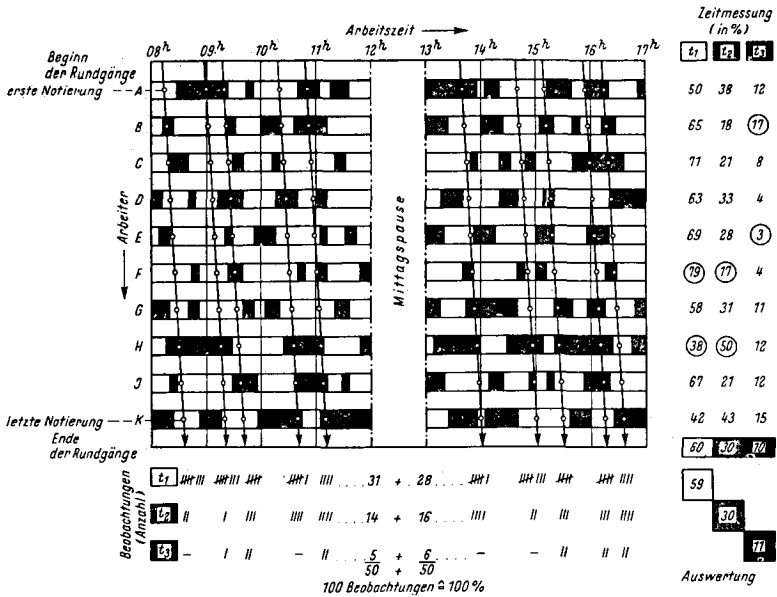 Arbeitszeit
Zeitmessung
(in %)
08ʰ 09ʰ 10ʰ 11ʰ 12ʰ 13ʰ 14ʰ 15ʰ 16ʰ 17ʰ
t₁ t₂ t₃
Beginn
der Rundgänge
erste Notierung
Arbeiter
Mittagspause
A 50 38 12
B 65 18 17
C 71 21 8
D 63 33 4
E 69 28 3
F 79 17 4
G 58 31 11
H 38 50 12
J 67 21 12
K 42 43 15
letzte Notierung
Ende
der Rundgänge
60 30 10
Beobachtungen
(Anzahl)
t₁ 31 + 28 59
t₂ 14 + 16 30
t₃ 5 + 6 11
50 + 50
100 Beobachtungen ≙ 100 %
Auswertung